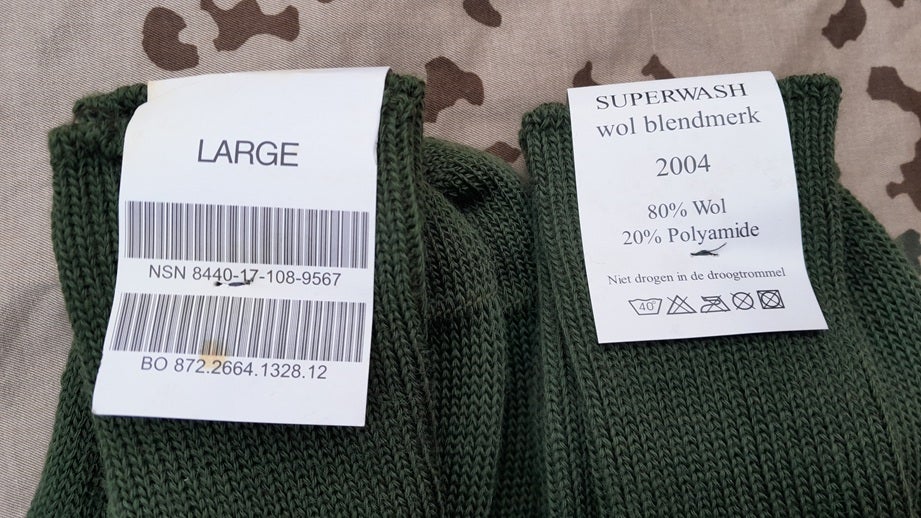 LARGE
NSN 8440-17-108-9567
BO 872.2664.1328.12
SUPERWASH
wol blendmerk
2004
80% Wol
20% Polyamide
Niet drogen in de droogtrommel
40°